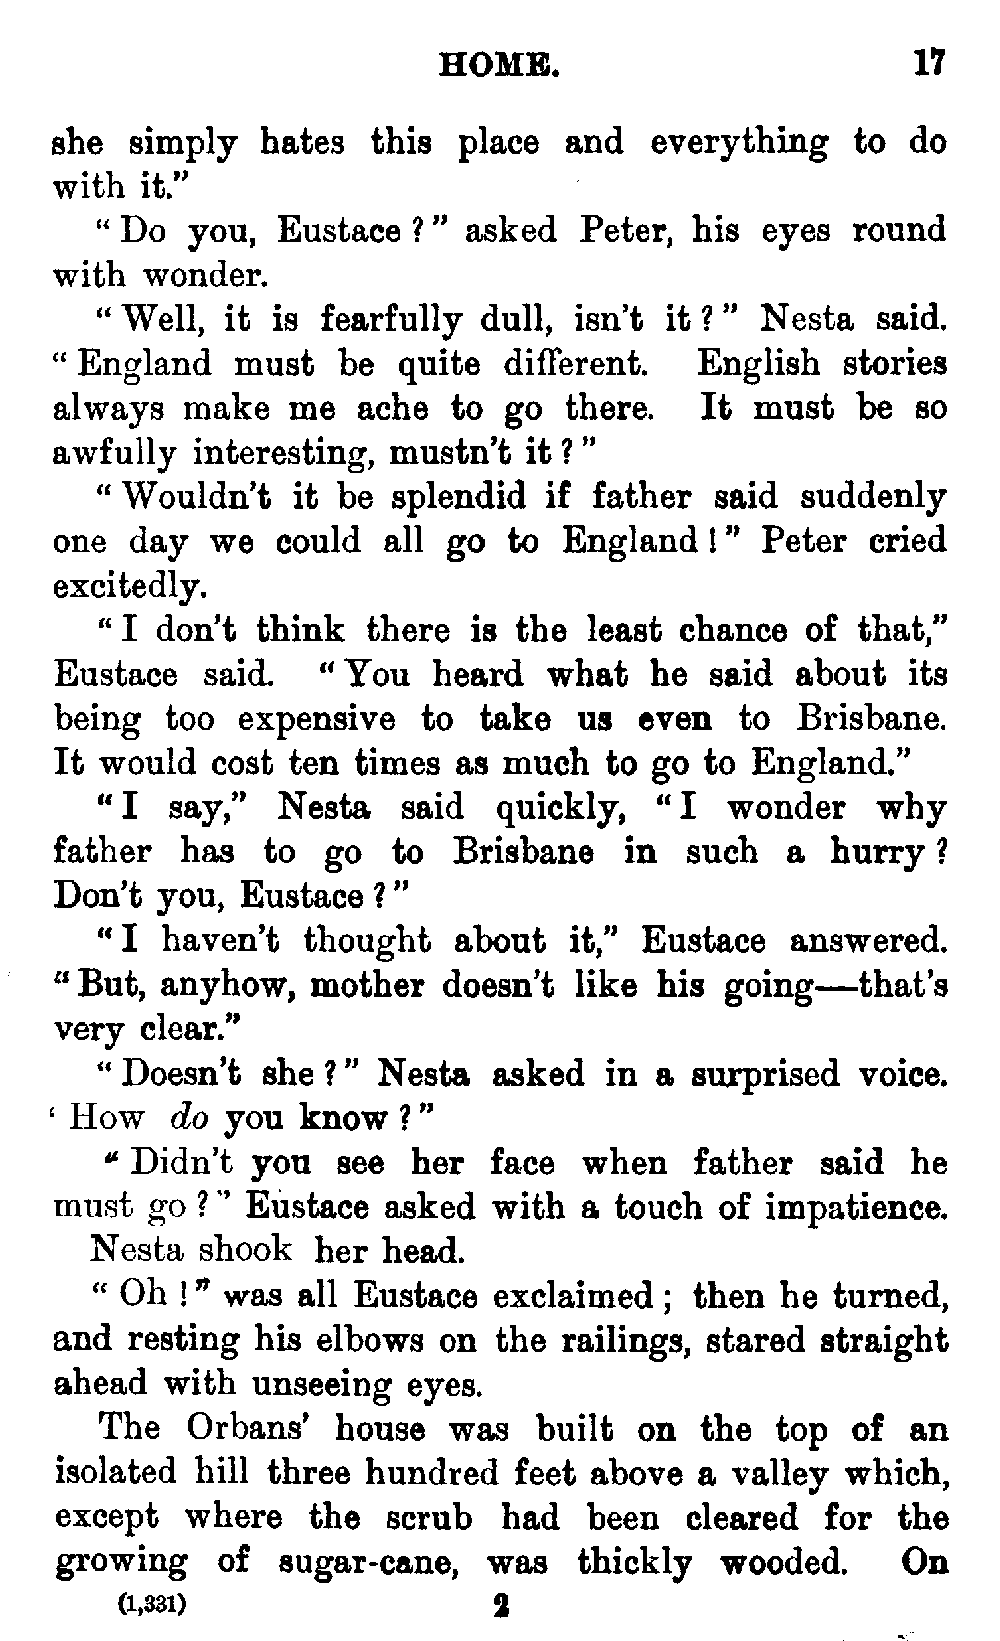 HOME. 17
she simply hates this place and everything to do
with it."
"Do you, Eustace?" asked Peter, his eyes round
with wonder.
"Well, it is fearfully dull, isn't it?" Nesta said.
"England must be quite different. English stories
always make me ache to go there. It must be so
awfully interesting, mustn't it?"
"Wouldn't it be splendid if father said suddenly
one day we could all go to England!" Peter cried
excitedly.
"I don't think there is the least chance of that,"
Eustace said. "You heard what he said about its
being too expensive to take us even to Brisbane.
It would cost ten times as much to go to England."
"I say," Nesta said quickly, "I wonder why
father has to go to Brisbane in such a hurry?
Don't you, Eustace?"
"I haven't thought about it," Eustace answered.
"But, anyhow, mother doesn't like his going—that's
very clear."
"Doesn't she?" Nesta asked in a surprised voice.
' How do you know?"
"Didn't you see her face when father said he
must go?" Eustace asked with a touch of impatience.
Nesta shook her head.
"Oh!" was all Eustace exclaimed; then he turned,
and resting his elbows on the railings, stared straight
ahead with unseeing eyes.
The Orbans' house was built on the top of an
isolated hill three hundred feet above a valley which,
except where the scrub had been cleared for the
growing of sugar-cane, was thickly wooded. On
(1,331) 2